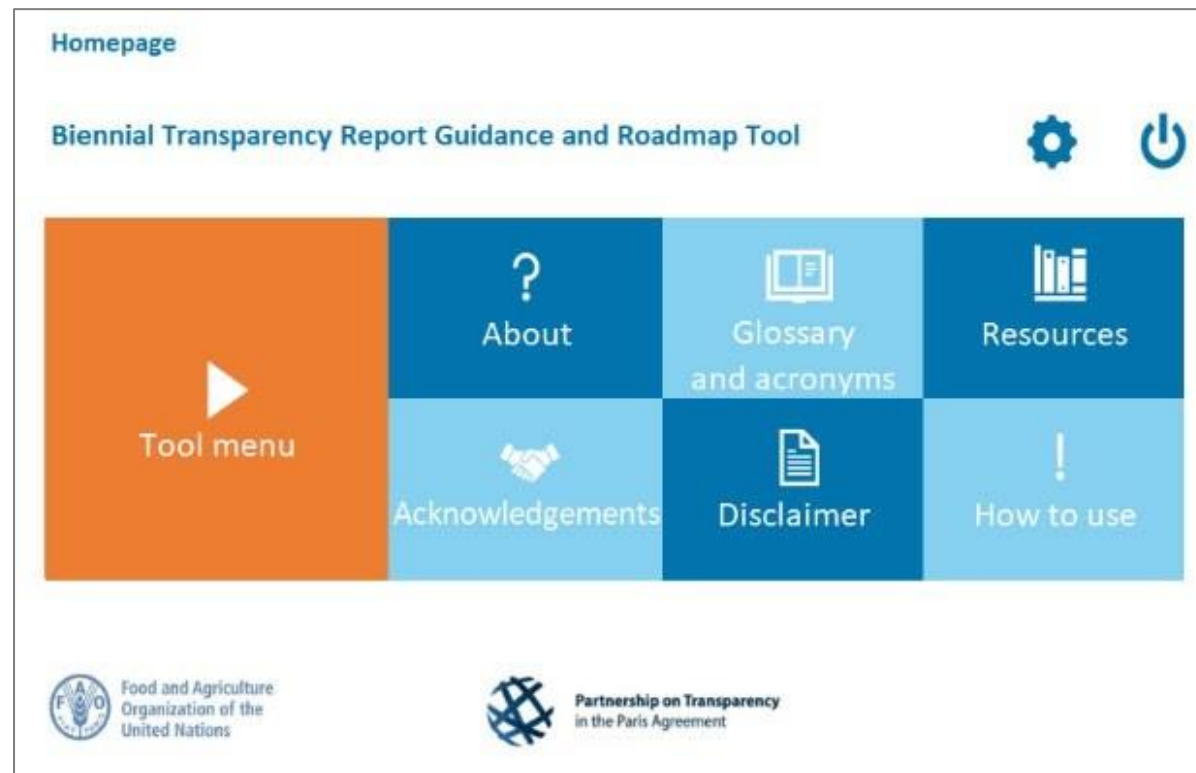 Homepage
Biennial Transparency Report Guidance and Roadmap Tool
Tool menu
?
About
Glossary
and acronyms
Resources
Acknowledgements
Disclaimer
!
How to use
F A O
Food and Agriculture
Organization of the
United Nations
Partnership on Transparency
in the Paris Agreement